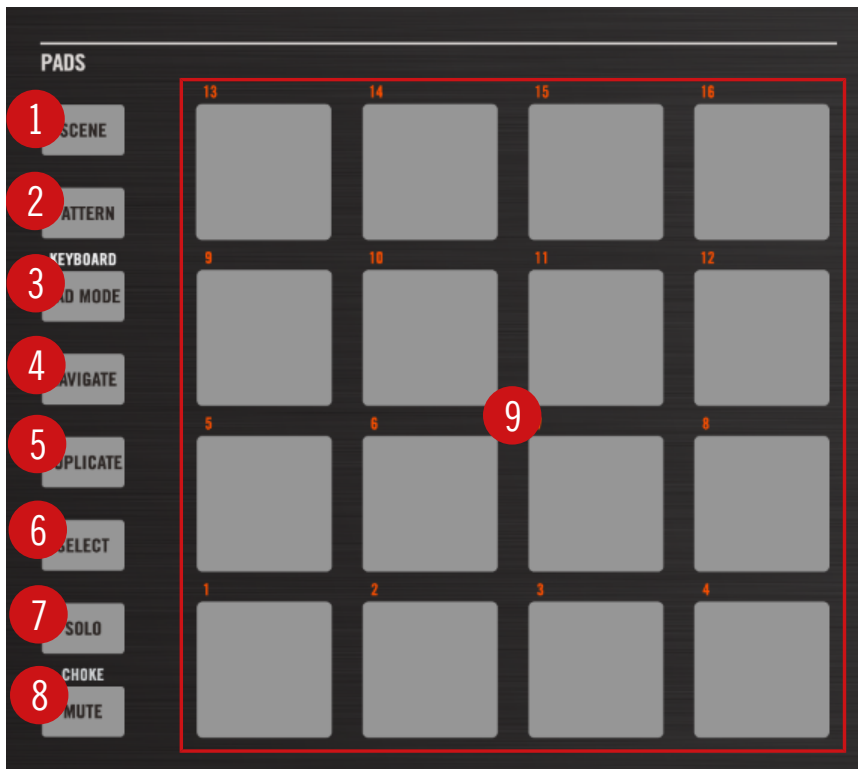 PADS
13 14 15 16
1 SCENE
2 ATTERN
KEYBOARD 9 10 11 12
3 AD MODE
4 AVIGATE
9
5 6 8
5 UPLICATE
6 SELECT
1 2 3 4
7 SOLO
CHOKE
8 MUTE